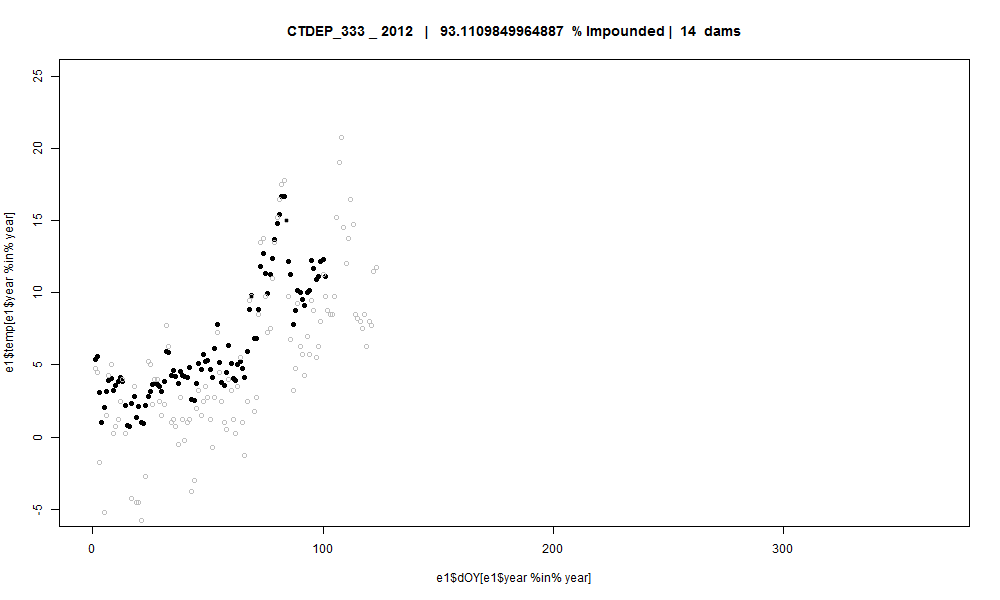 CTDEP_333 _ 2012 | 93.1109849964887 % Impounded | 14 dams
e1$temp[e1$year %in% year]
25
20
15
10
5
0
-5
0 100 200 300
e1$dOY[e1$year %in% year]